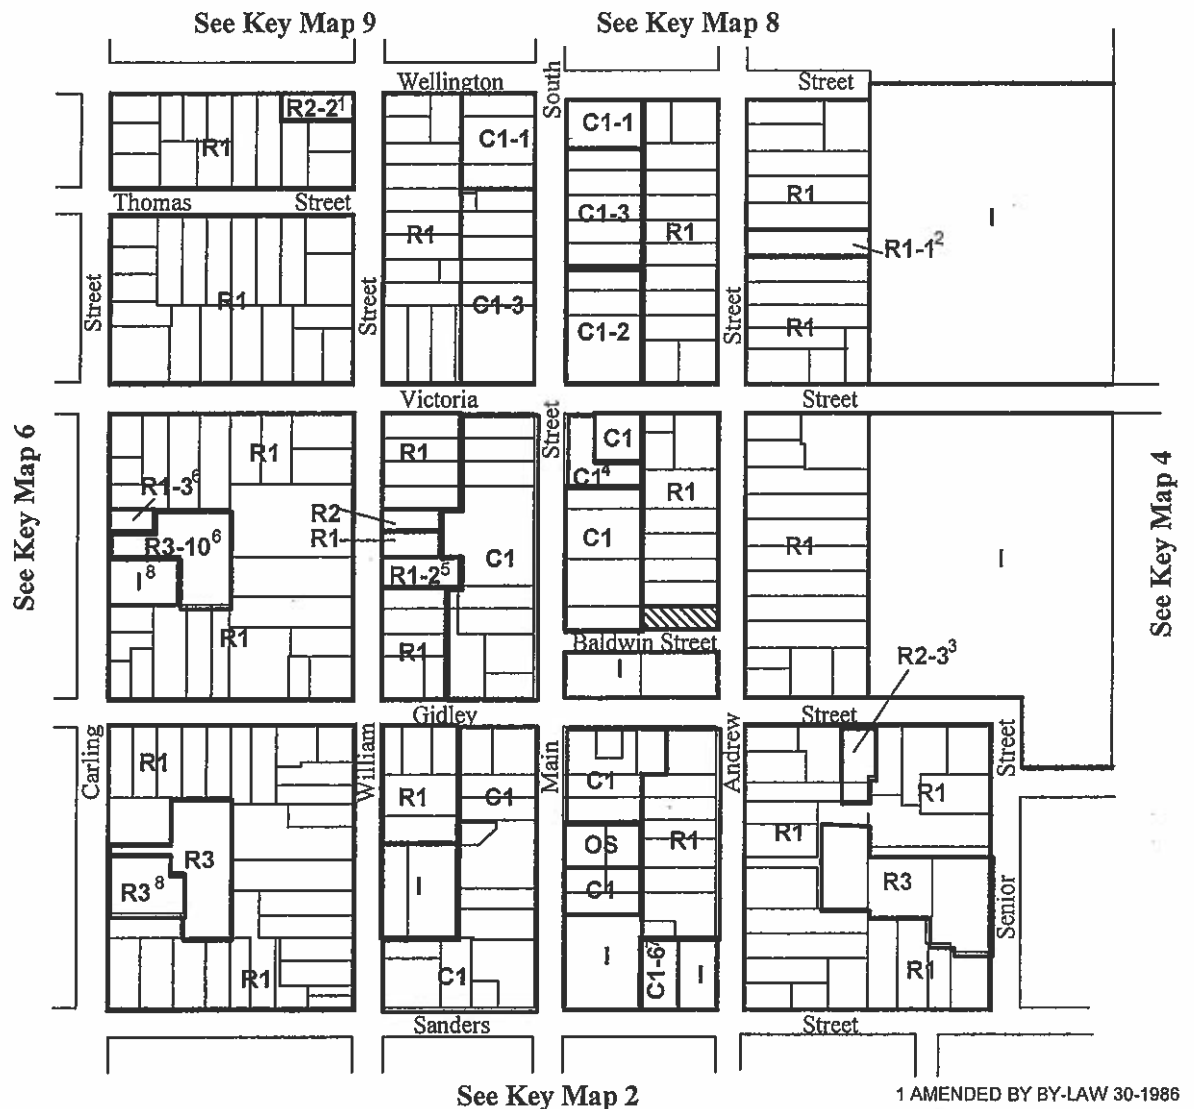 See Key Map 9
See Key Map 8
Wellington
South
Street
R2-2¹
C1-1
C1-1
R1
R1
Thomas Street
C1-3
R1
R1
I
R1-1²
Street
R1
Street
C1-3
C1-2
Street
R1
Victoria
Street
Street
See Key Map 6
See Key Map 4
R1
R1
C1
C1⁴
R1-3⁶
R1
R2
R3-10⁶
R1
C1
C1
R1
I
I⁸
R1-2⁵
R1
R1
Baldwin Street
I
R2-3³
Gidley
Street
Carling
William
Main
Andrew
Street
R1
R1
C1
C1
R1
R1
R1
OS
R3
R3⁸
I
C1
R3
Senior
R1
C1
I
C1-6⁷
I
R1
Sanders
Street
See Key Map 2
1 AMENDED BY BY-LAW 30-1986